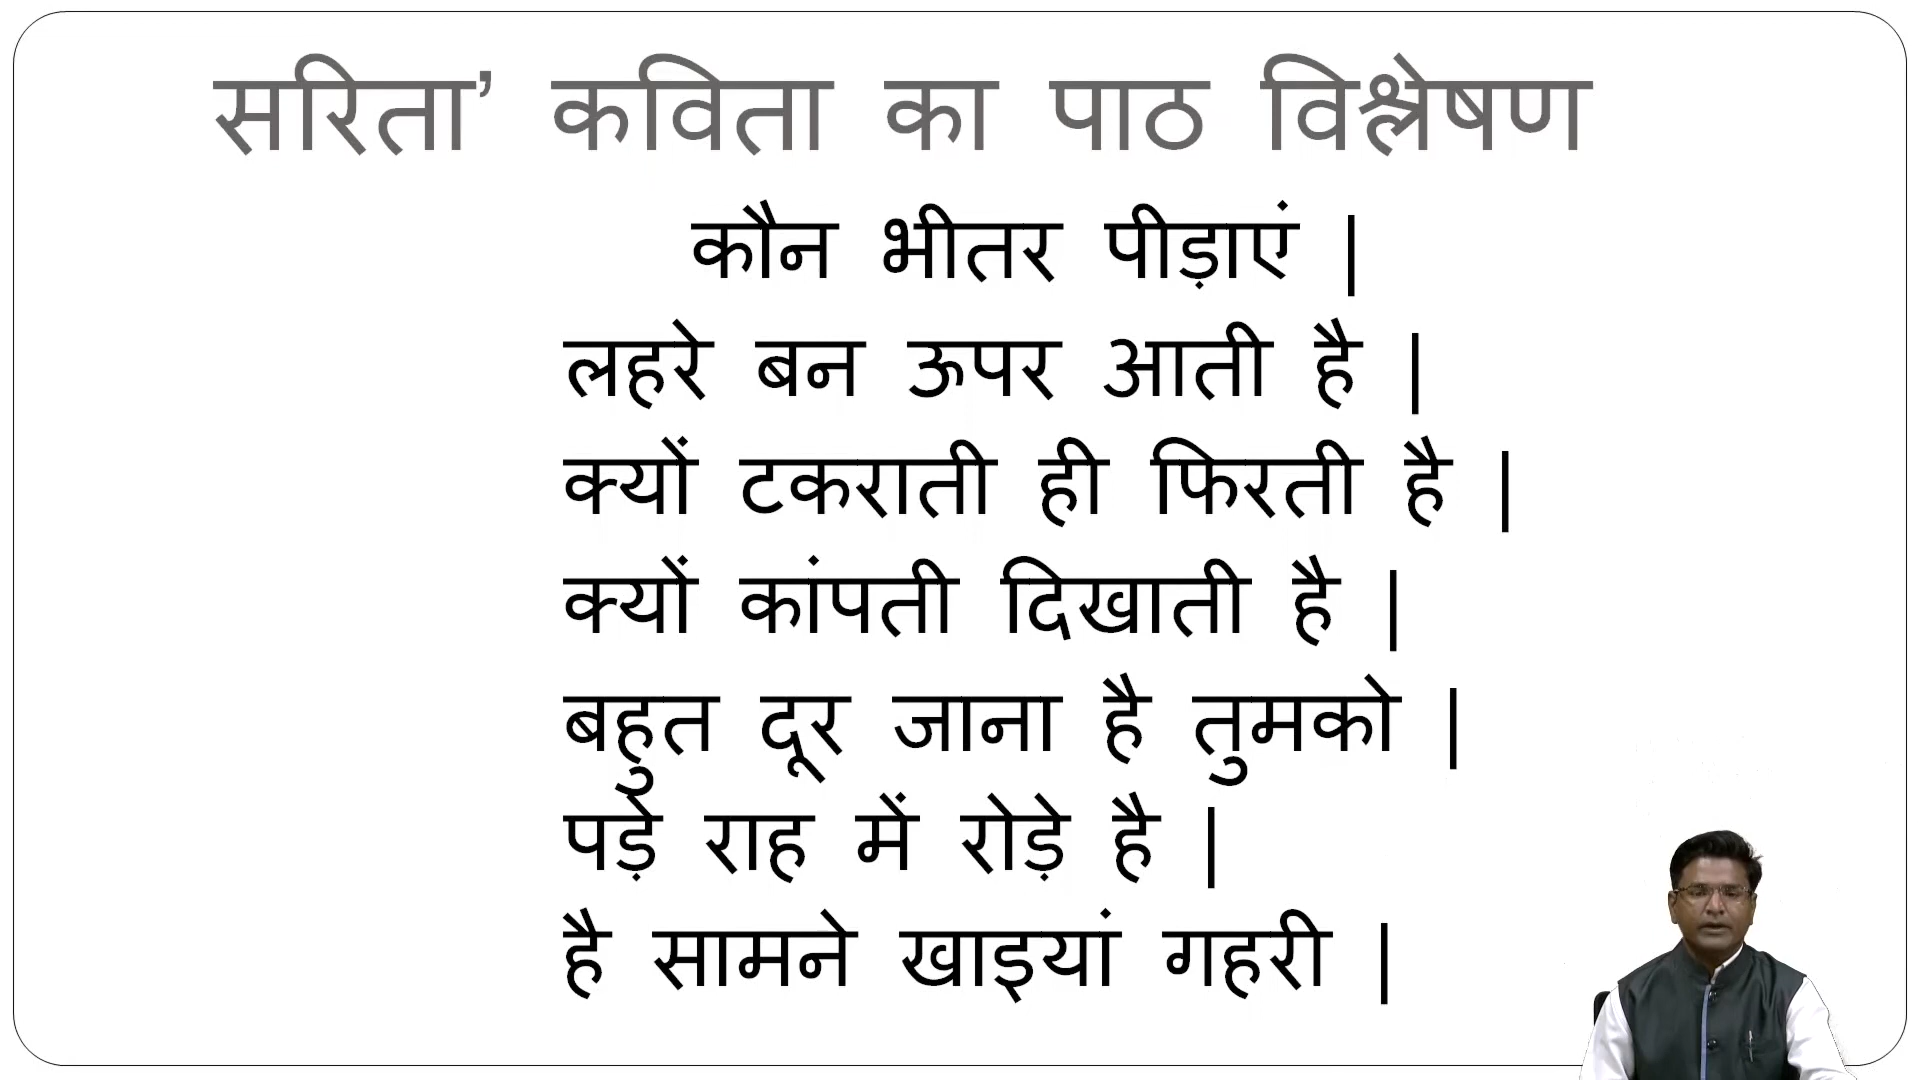 सरिता’ कविता का पाठ विश्लेषण
कौन भीतर पीड़ाएं |
लहरे बन ऊपर आती है |
क्यों टकराती ही फिरती है |
क्यों कांपती दिखाती है |
बहुत दूर जाना है तुमको |
पड़े राह में रोड़े है |
है सामने खाइयां गहरी |